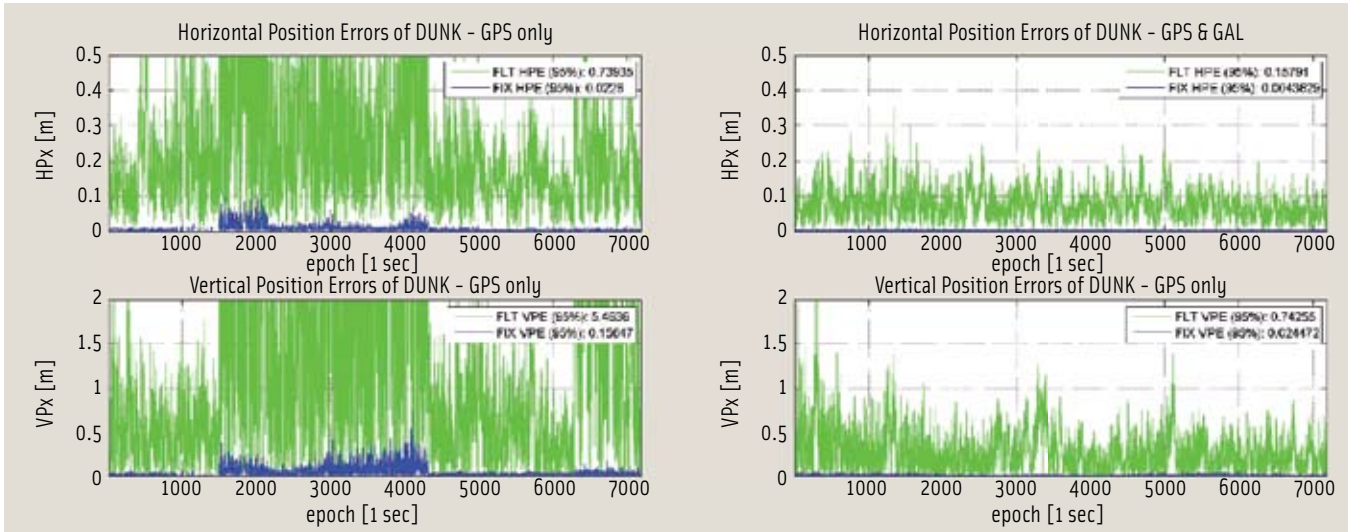 Horizontal Position Errors of DUNK - GPS only
0.5
0.4
0.3
0.2
0.1
0
HPx [m]
FLT HPE (95%): 0.73935
FIX HPE (95%): 0.0228
1000 2000 3000 4000 5000 6000 7000
epoch [1 sec]
Horizontal Position Errors of DUNK - GPS & GAL
0.5
0.4
0.3
0.2
0.1
0
HPx [m]
FLT HPE (95%): 0.15791
FIX HPE (95%): 0.0043829
1000 2000 3000 4000 5000 6000 7000
epoch [1 sec]
Vertical Position Errors of DUNK - GPS only
2
1.5
1
0.5
0
VPx [m]
FLT VPE (95%): 5.4836
FIX VPE (95%): 0.15047
1000 2000 3000 4000 5000 6000 7000
epoch [1 sec]
Vertical Position Errors of DUNK - GPS only
2
1.5
1
0.5
0
VPx [m]
FLT VPE (95%): 0.74255
FIX VPE (95%): 0.024472
1000 2000 3000 4000 5000 6000 7000
epoch [1 sec]